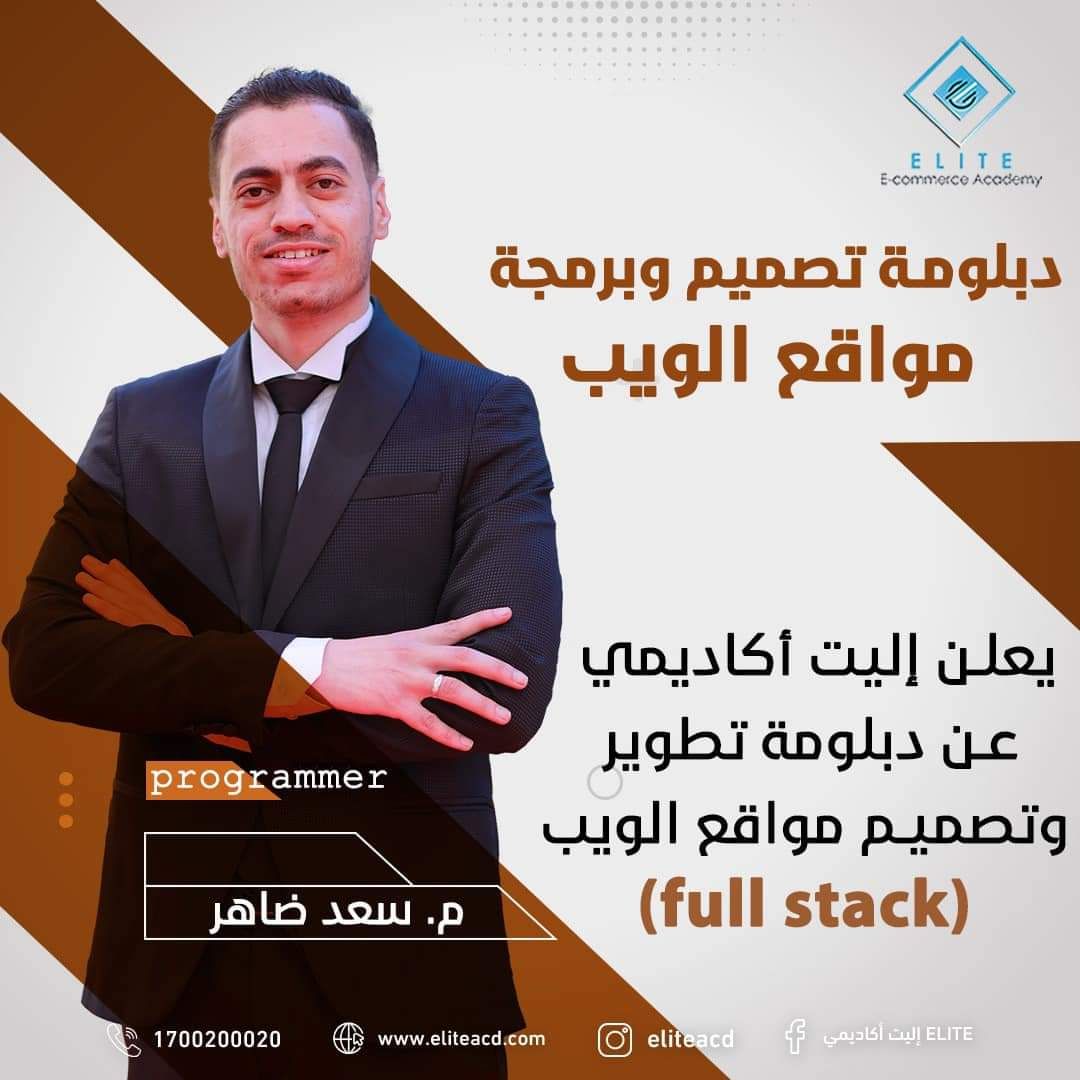 ELITE
E-commerce Academy
دبلومة تصميم وبرمجة
مواقع الويب
يعلن إليت أكاديمي
عن دبلومة تطوير
وتصميم مواقع الويب
(full stack)
programmer
م. سعد ضاهر
1700200020
www.eliteacd.com
eliteacd
ELITE إليت أكاديمي